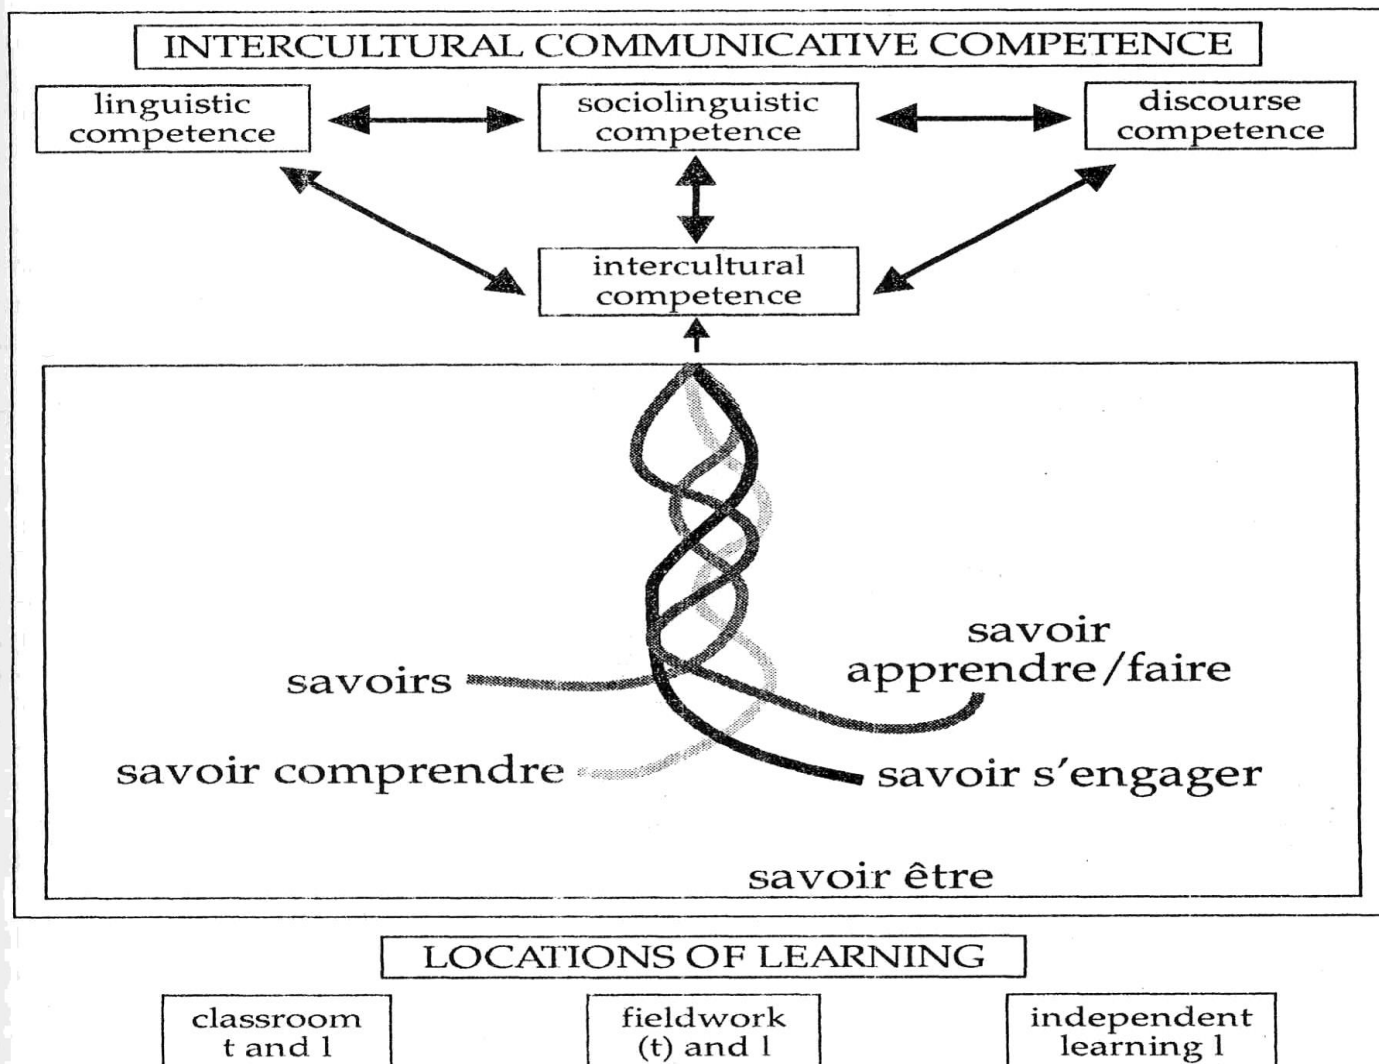 INTERCULTURAL COMMUNICATIVE COMPETENCE
linguistic
competence
sociolinguistic
competence
discourse
competence
intercultural
competence
savoirs
savoir
apprendre/faire
savoir comprendre
savoir s'engager
savoir être
LOCATIONS OF LEARNING
classroom
t and l
fieldwork
(t) and l
independent
learning l